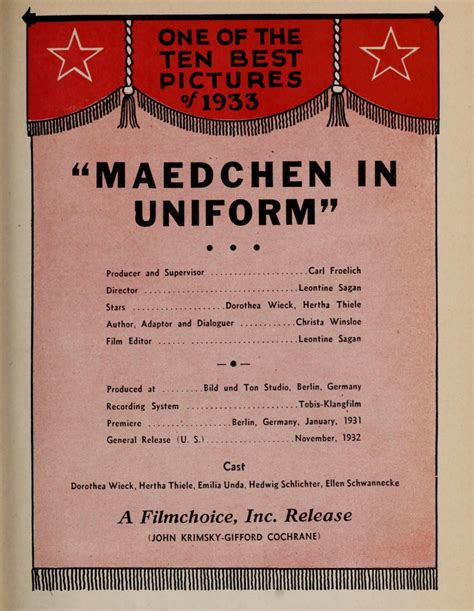 ONE OF THE
TEN BEST
PICTURES
of 1933
"MAEDCHEN IN
UNIFORM"
Producer and Supervisor ..................Carl Froelich
Director ............................Leontine Sagan
Stars ................Dorothea Wieck, Hertha Thiele
Author, Adaptor and Dialoguer ...........Christa Winsloe
Film Editor ...... .....................Leontine Sagan
Produced at ..........Bild und Ton Studio, Berlin, Germany
Recording System ......................Tobis-Klangfilm
Premiere ..................Berlin, Germany, January, 1931
General Release (U. S.)..................November, 1932
Cast
Dorothea Wieck, Hertha Thiele, Emilia Unda, Hedwig Schlichter, Ellen Schwannecke
A Filmchoice, Inc. Release
(JOHN KRIMSKY-GIFFORD COCHRANE)